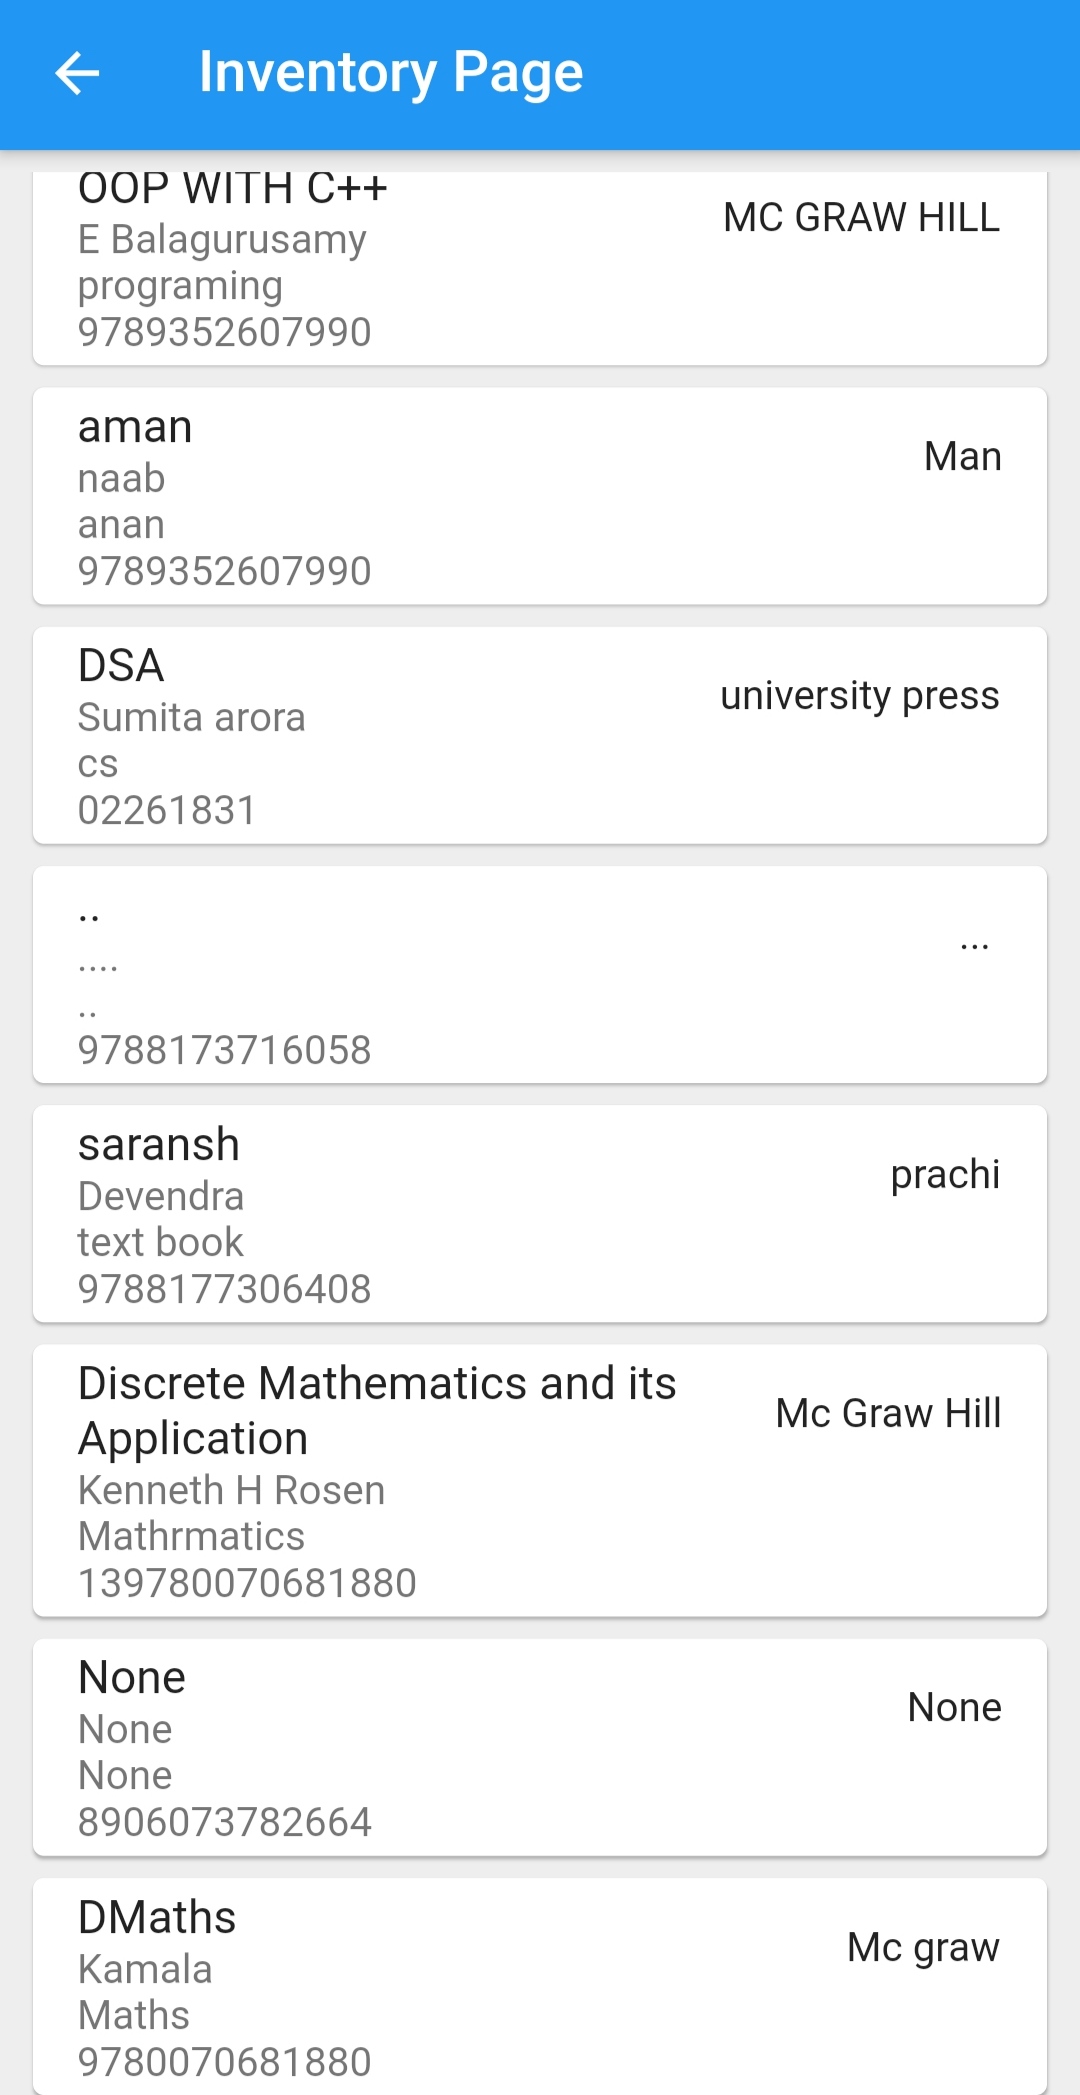 Inventory Page
OOP WITH C++
MC GRAW HILL
E Balagurusamy
programing
9789352607990
aman
Man
naab
anan
9789352607990
DSA
university press
Sumita arora
cs
02261831
..
...
....
..
9788173716058
saransh
prachi
Devendra
text book
9788177306408
Discrete Mathematics and its
Mc Graw Hill
Application
Kenneth H Rosen
Mathrmatics
139780070681880
None
None
None
None
8906073782664
DMaths
Mc graw
Kamala
Maths
9780070681880